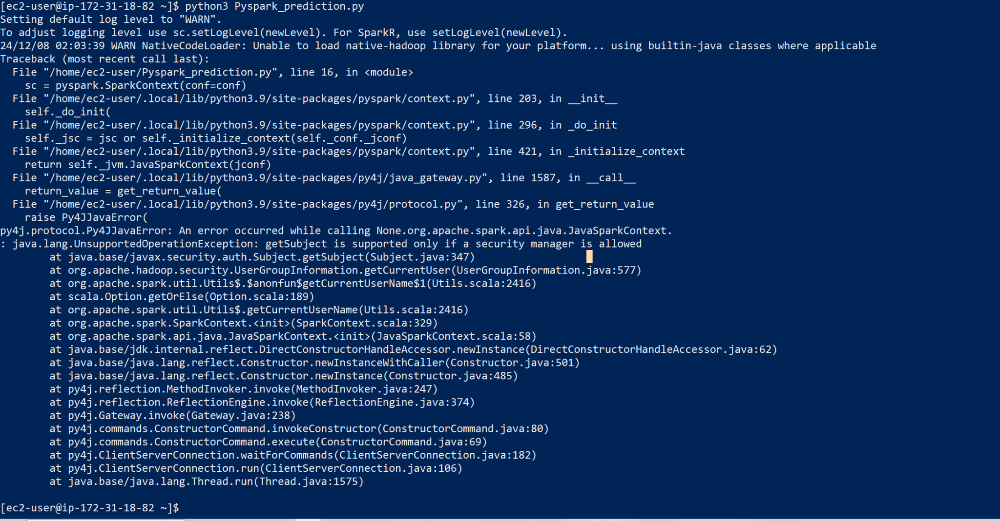 [ec2-user@ip-172-31-18-82 ~]$ python3 Pyspark_prediction.py
Setting default log level to "WARN".
To adjust logging level use sc.setLogLevel(newLevel). For SparkR, use setLogLevel(newLevel).
24/12/08 02:03:39 WARN NativeCodeLoader: Unable to load native-hadoop library for your platform... using builtin-java classes where applicable
Traceback (most recent call last):
  File "/home/ec2-user/Pyspark_prediction.py", line 16, in <module>
    sc = pyspark.SparkContext(conf=conf)
  File "/home/ec2-user/.local/lib/python3.9/site-packages/pyspark/context.py", line 203, in __init__
    self._do_init(
  File "/home/ec2-user/.local/lib/python3.9/site-packages/pyspark/context.py", line 296, in _do_init
    self._jsc = jsc or self._initialize_context(self._conf._jconf)
  File "/home/ec2-user/.local/lib/python3.9/site-packages/pyspark/context.py", line 421, in _initialize_context
    return self._jvm.JavaSparkContext(jconf)
  File "/home/ec2-user/.local/lib/python3.9/site-packages/py4j/java_gateway.py", line 1587, in __call__
    return_value = get_return_value(
  File "/home/ec2-user/.local/lib/python3.9/site-packages/py4j/protocol.py", line 326, in get_return_value
    raise Py4JJavaError(
py4j.protocol.Py4JJavaError: An error occurred while calling None.org.apache.spark.api.java.JavaSparkContext.
: java.lang.UnsupportedOperationException: getSubject is supported only if a security manager is allowed
        at java.base/javax.security.auth.Subject.getSubject(Subject.java:347)
        at org.apache.hadoop.security.UserGroupInformation.getCurrentUser(UserGroupInformation.java:577)
        at org.apache.spark.util.Utils$.$anonfun$getCurrentUserName$1(Utils.scala:2416)
        at scala.Option.getOrElse(Option.scala:189)
        at org.apache.spark.util.Utils$.getCurrentUserName(Utils.scala:2416)
        at org.apache.spark.SparkContext.<init>(SparkContext.scala:329)
        at org.apache.spark.api.java.JavaSparkContext.<init>(JavaSparkContext.scala:58)
        at java.base/jdk.internal.reflect.DirectConstructorHandleAccessor.newInstance(DirectConstructorHandleAccessor.java:62)
        at java.base/java.lang.reflect.Constructor.newInstanceWithCaller(Constructor.java:501)
        at java.base/java.lang.reflect.Constructor.newInstance(Constructor.java:485)
        at py4j.reflection.MethodInvoker.invoke(MethodInvoker.java:247)
        at py4j.reflection.ReflectionEngine.invoke(ReflectionEngine.java:374)
        at py4j.Gateway.invoke(Gateway.java:238)
        at py4j.commands.ConstructorCommand.invokeConstructor(ConstructorCommand.java:80)
        at py4j.commands.ConstructorCommand.execute(ConstructorCommand.java:69)
        at py4j.ClientServerConnection.waitForCommands(ClientServerConnection.java:182)
        at py4j.ClientServerConnection.run(ClientServerConnection.java:106)
        at java.base/java.lang.Thread.run(Thread.java:1575)
[ec2-user@ip-172-31-18-82 ~]$